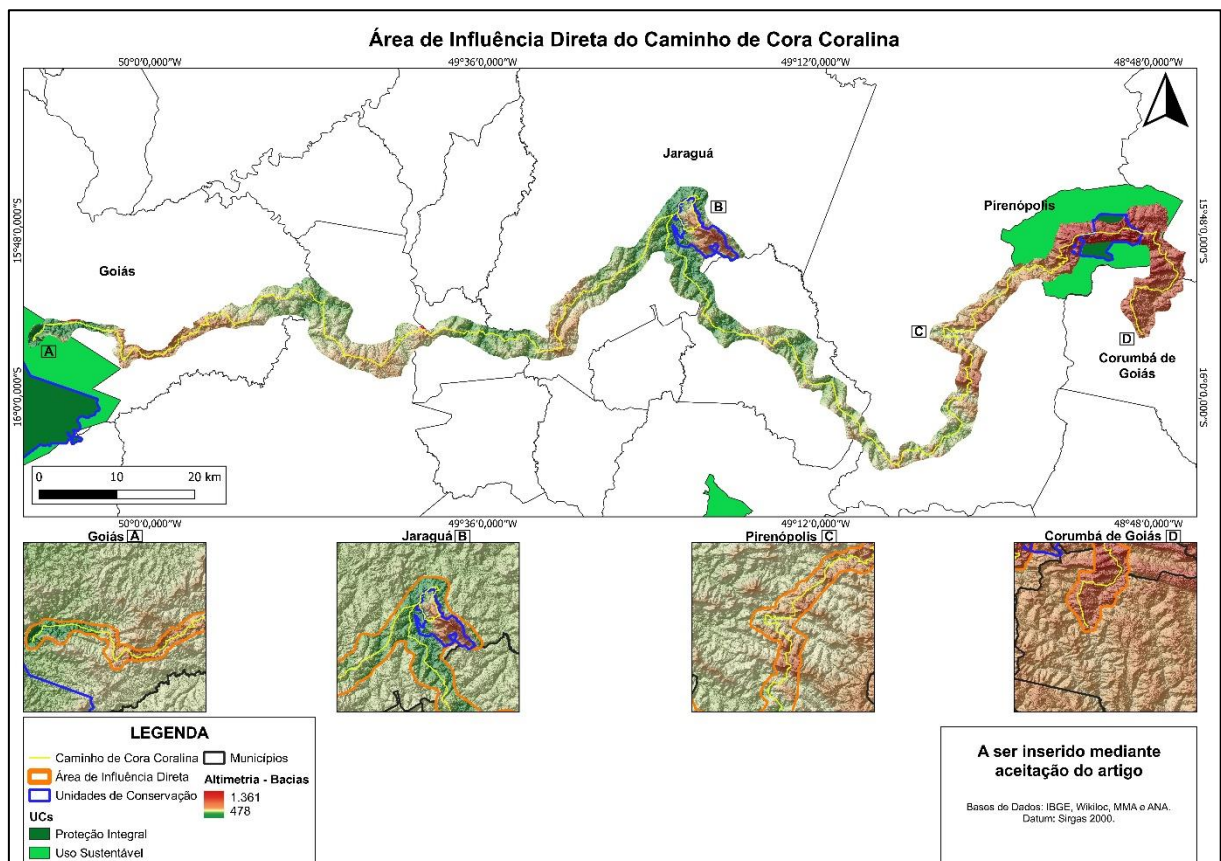 Área de Influência Direta do Caminho de Cora Coralina
50°0'0,000"W 49°36'0,000"W 49°12'0,000"W 48°48'0,000"W
Jaraguá
B
Pirenópolis
15°48'0,000"S 15°48'0,000"S
Goiás
C
A
D
Corumbá de
Goiás
16°0'0,000"S 16°0'0,000"S
0 10 20 km
50°0'0,000"W 49°36'0,000"W 49°12'0,000"W 48°48'0,000"W
Goiás A Jaraguá B Pirenópolis C Corumbá de Goiás D
LEGENDA
Caminho de Cora Coralina
Área de Influência Direta
Unidades de Conservação
UCs
Proteção Integral
Uso Sustentável
Municípios
Altimetria - Bacias
1.361
478
A ser inserido mediante
aceitação do artigo
Bases de Dados: IBGE, Wikiloc, MMA e ANA.
Datum: Sirgas 2000.